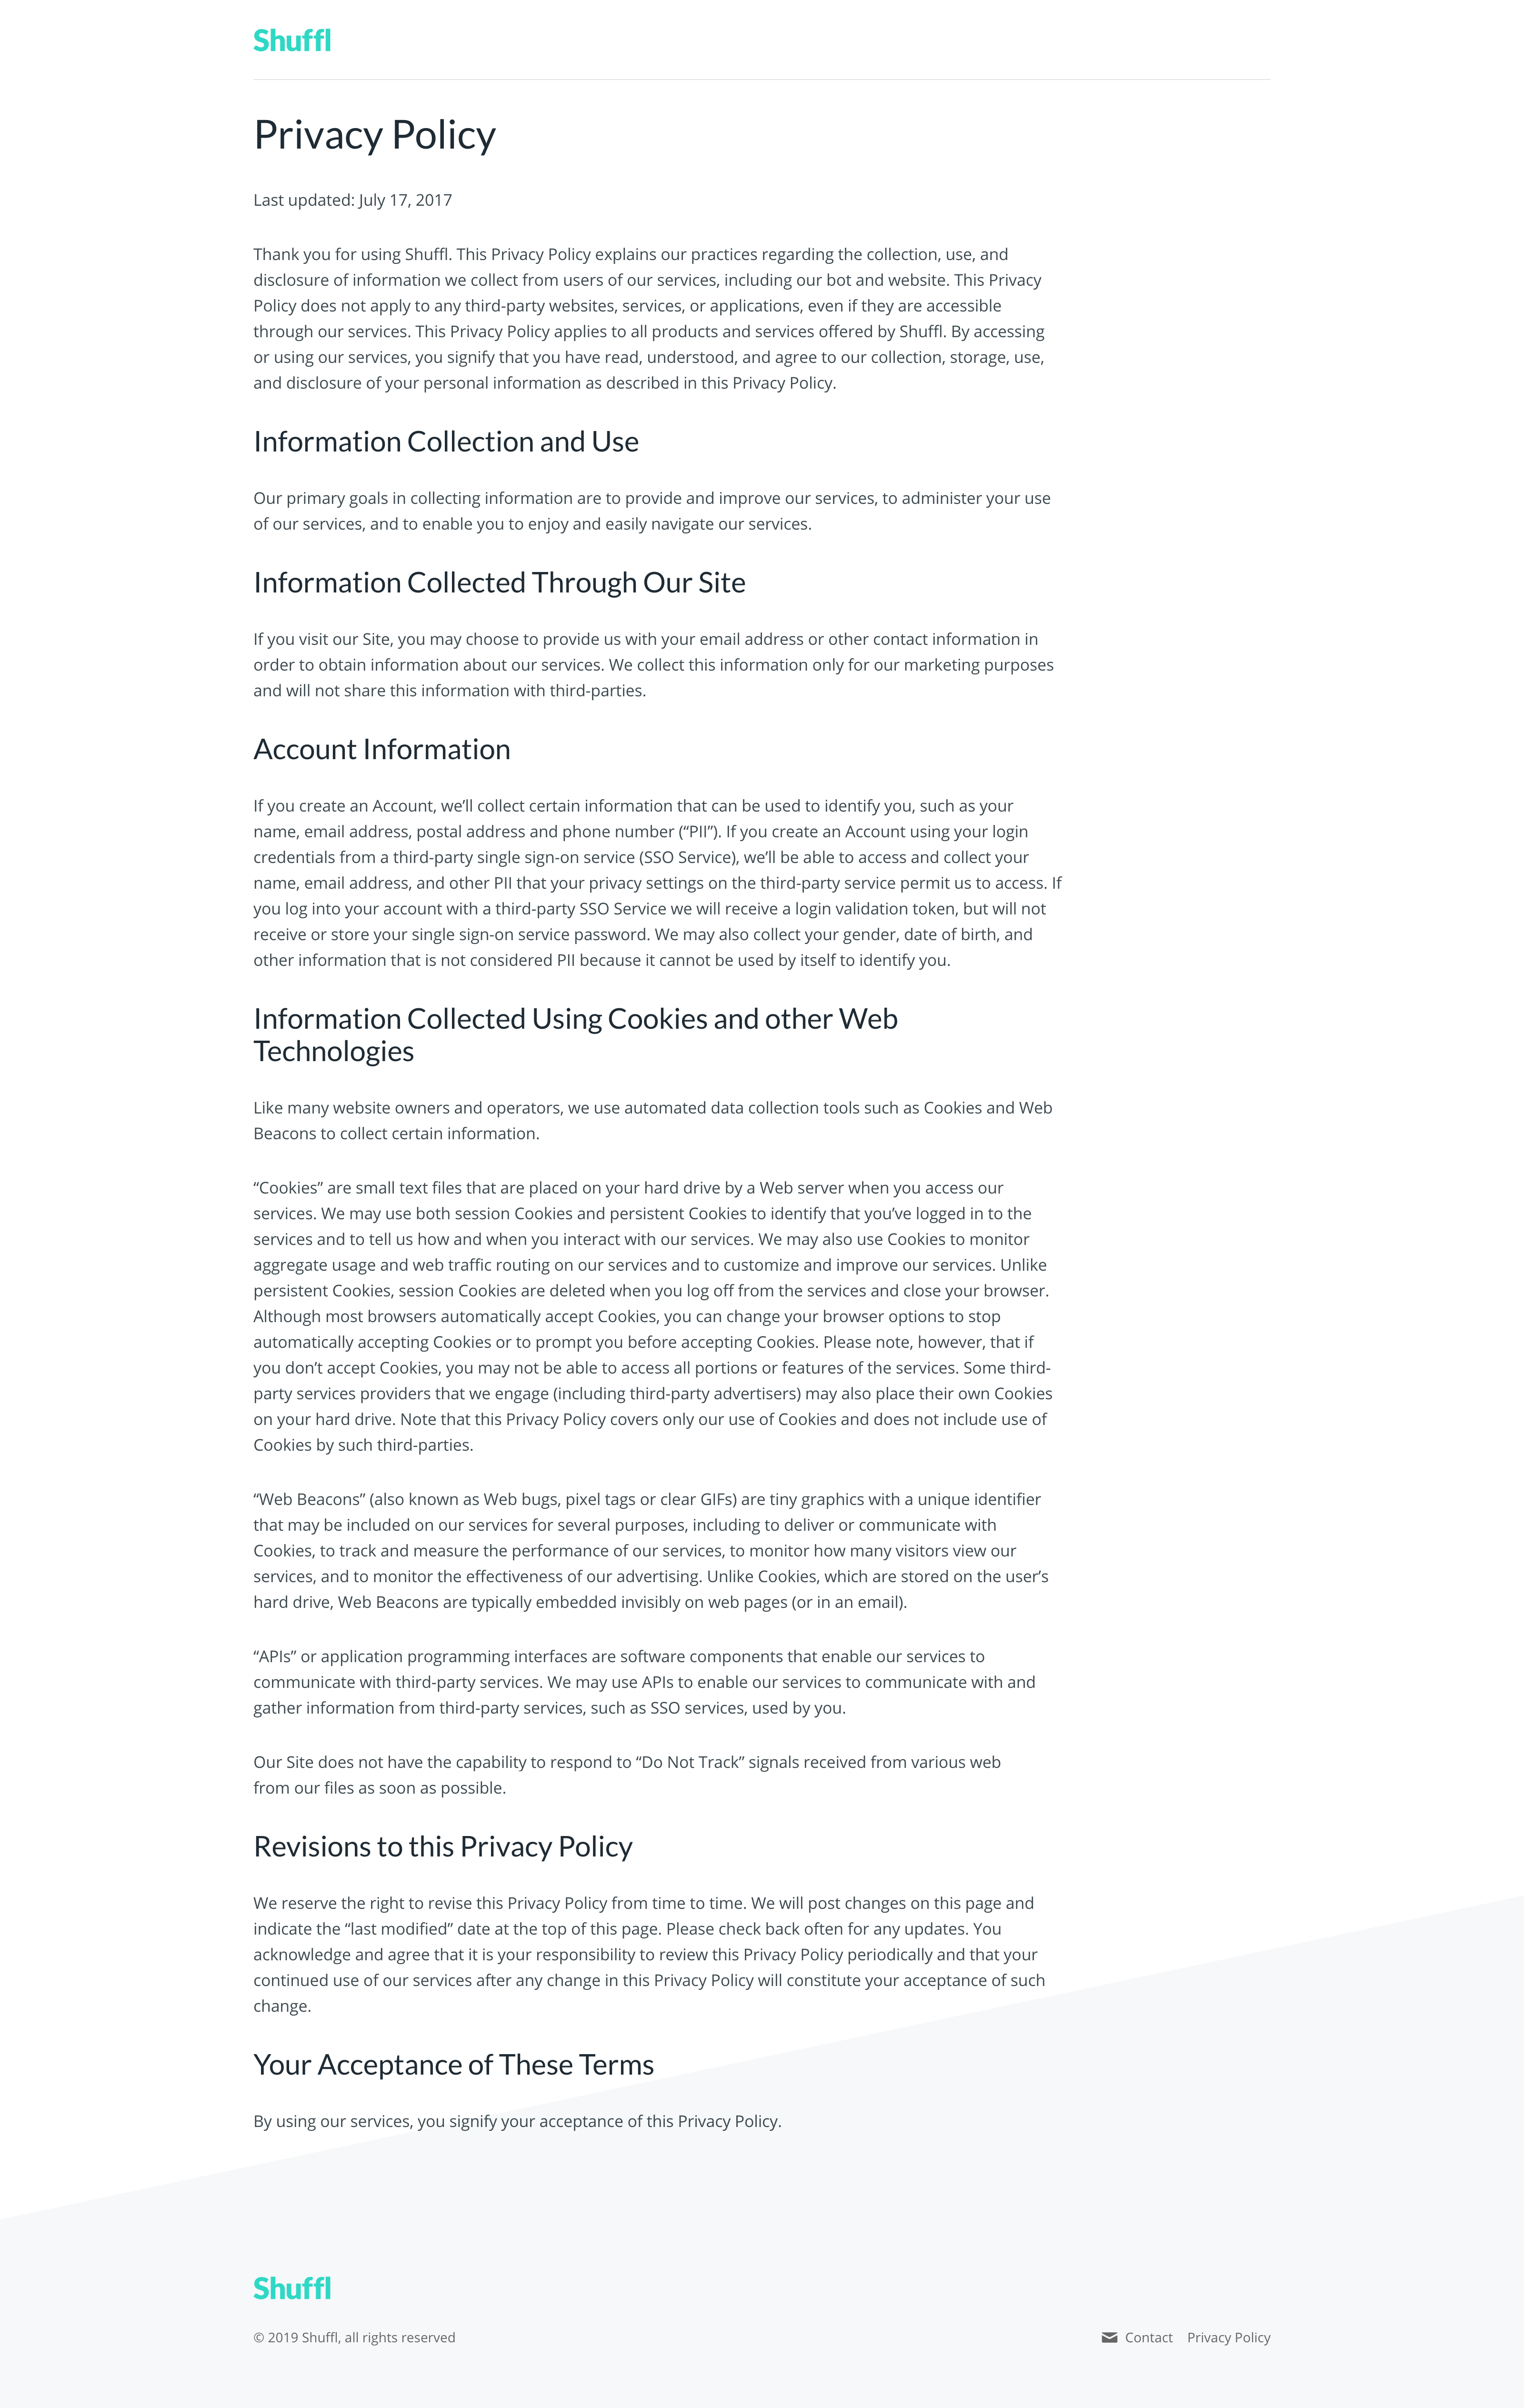 Shuffl
Privacy Policy
Last updated: July 17, 2017
Thank you for using Shuffl. This Privacy Policy explains our practices regarding the collection, use, and
disclosure of information we collect from users of our services, including our bot and website. This Privacy
Policy does not apply to any third-party websites, services, or applications, even if they are accessible
through our services. This Privacy Policy applies to all products and services offered by Shuffl. By accessing
or using our services, you signify that you have read, understood, and agree to our collection, storage, use,
and disclosure of your personal information as described in this Privacy Policy.
Information Collection and Use
Our primary goals in collecting information are to provide and improve our services, to administer your use
of our services, and to enable you to enjoy and easily navigate our services.
Information Collected Through Our Site
If you visit our Site, you may choose to provide us with your email address or other contact information in
order to obtain information about our services. We collect this information only for our marketing purposes
and will not share this information with third-parties.
Account Information
If you create an Account, we’ll collect certain information that can be used to identify you, such as your
name, email address, postal address and phone number (“PII”). If you create an Account using your login
credentials from a third-party single sign-on service (SSO Service), we’ll be able to access and collect your
name, email address, and other PII that your privacy settings on the third-party service permit us to access. If
you log into your account with a third-party SSO Service we will receive a login validation token, but will not
receive or store your single sign-on service password. We may also collect your gender, date of birth, and
other information that is not considered PII because it cannot be used by itself to identify you.
Information Collected Using Cookies and other Web
Technologies
Like many website owners and operators, we use automated data collection tools such as Cookies and Web
Beacons to collect certain information.
“Cookies” are small text files that are placed on your hard drive by a Web server when you access our
services. We may use both session Cookies and persistent Cookies to identify that you’ve logged in to the
services and to tell us how and when you interact with our services. We may also use Cookies to monitor
aggregate usage and web traffic routing on our services and to customize and improve our services. Unlike
persistent Cookies, session Cookies are deleted when you log off from the services and close your browser.
Although most browsers automatically accept Cookies, you can change your browser options to stop
automatically accepting Cookies or to prompt you before accepting Cookies. Please note, however, that if
you don’t accept Cookies, you may not be able to access all portions or features of the services. Some third-
party services providers that we engage (including third-party advertisers) may also place their own Cookies
on your hard drive. Note that this Privacy Policy covers only our use of Cookies and does not include use of
Cookies by such third-parties.
“Web Beacons” (also known as Web bugs, pixel tags or clear GIFs) are tiny graphics with a unique identifier
that may be included on our services for several purposes, including to deliver or communicate with
Cookies, to track and measure the performance of our services, to monitor how many visitors view our
services, and to monitor the effectiveness of our advertising. Unlike Cookies, which are stored on the user’s
hard drive, Web Beacons are typically embedded invisibly on web pages (or in an email).
“APIs” or application programming interfaces are software components that enable our services to
communicate with third-party services. We may use APIs to enable our services to communicate with and
gather information from third-party services, such as SSO services, used by you.
Our Site does not have the capability to respond to “Do Not Track” signals received from various web
from our files as soon as possible.
Revisions to this Privacy Policy
We reserve the right to revise this Privacy Policy from time to time. We will post changes on this page and
indicate the “last modified” date at the top of this page. Please check back often for any updates. You
acknowledge and agree that it is your responsibility to review this Privacy Policy periodically and that your
continued use of our services after any change in this Privacy Policy will constitute your acceptance of such
change.
Your Acceptance of These Terms
By using our services, you signify your acceptance of this Privacy Policy.
Shuffl
© 2019 Shuffl, all rights reserved
Contact Privacy Policy